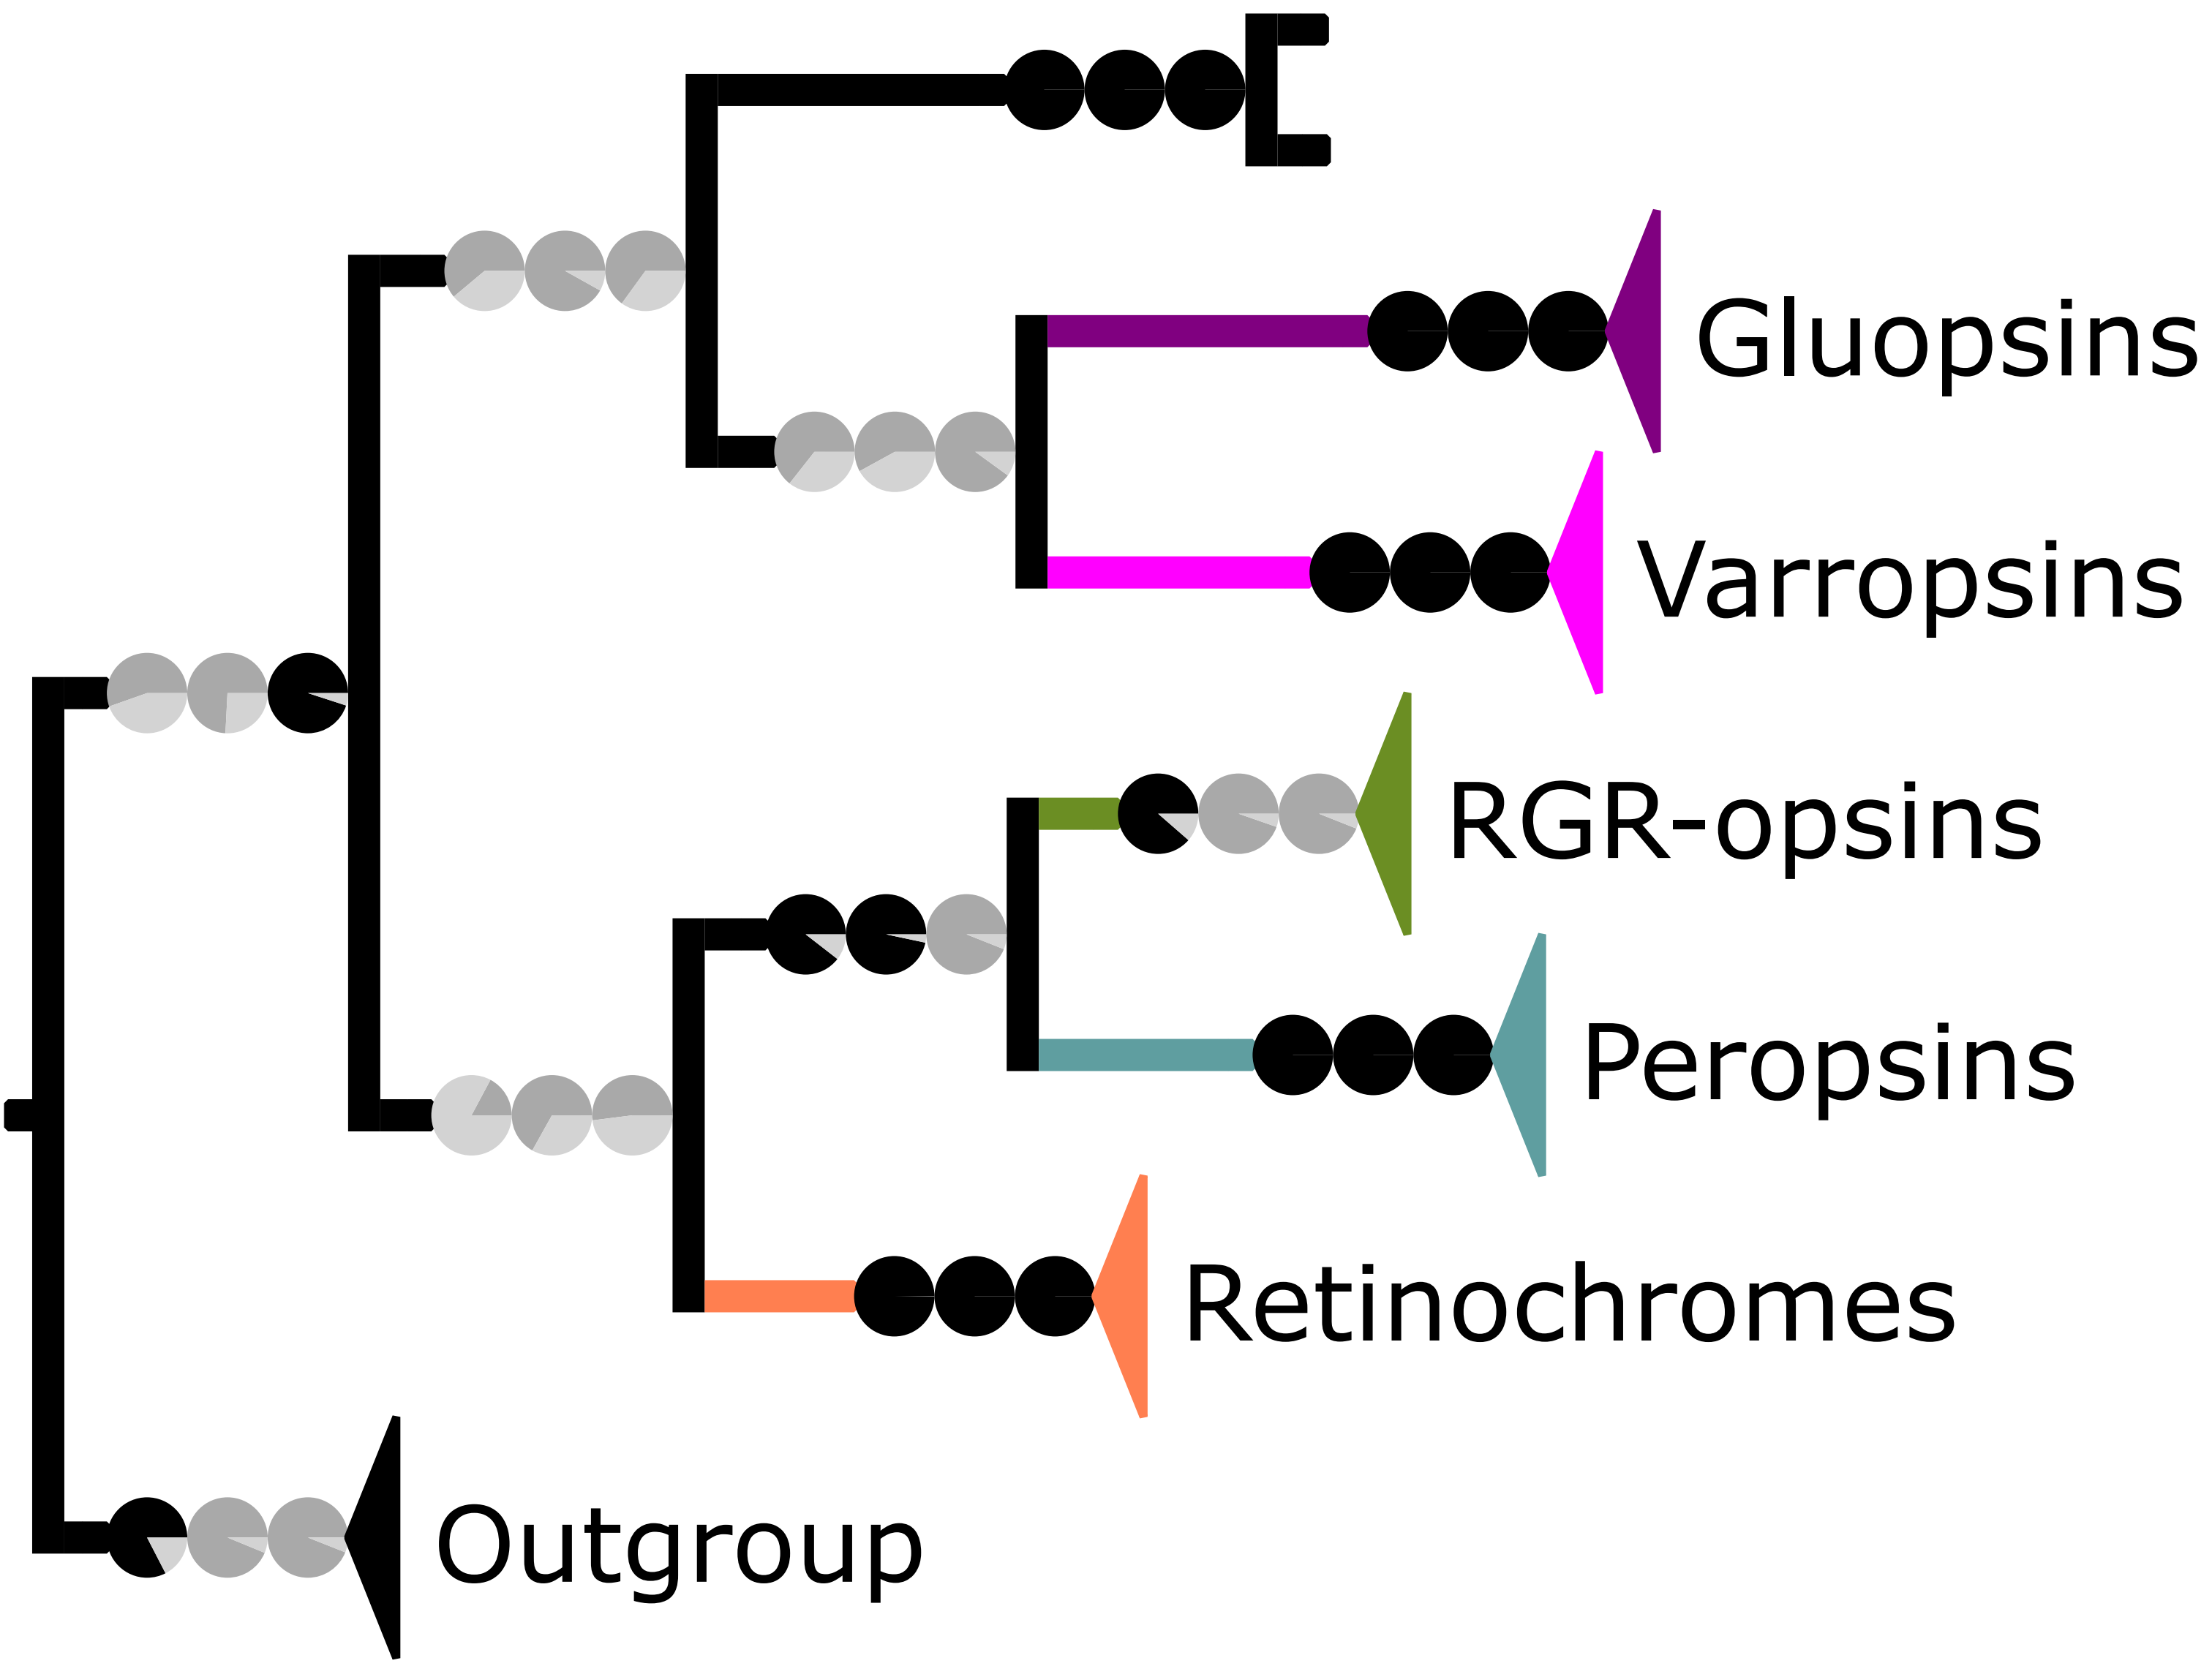 Gluopsins
Varropsins
RGR-opsins
Peropsins
Retinochromes
Outgroup